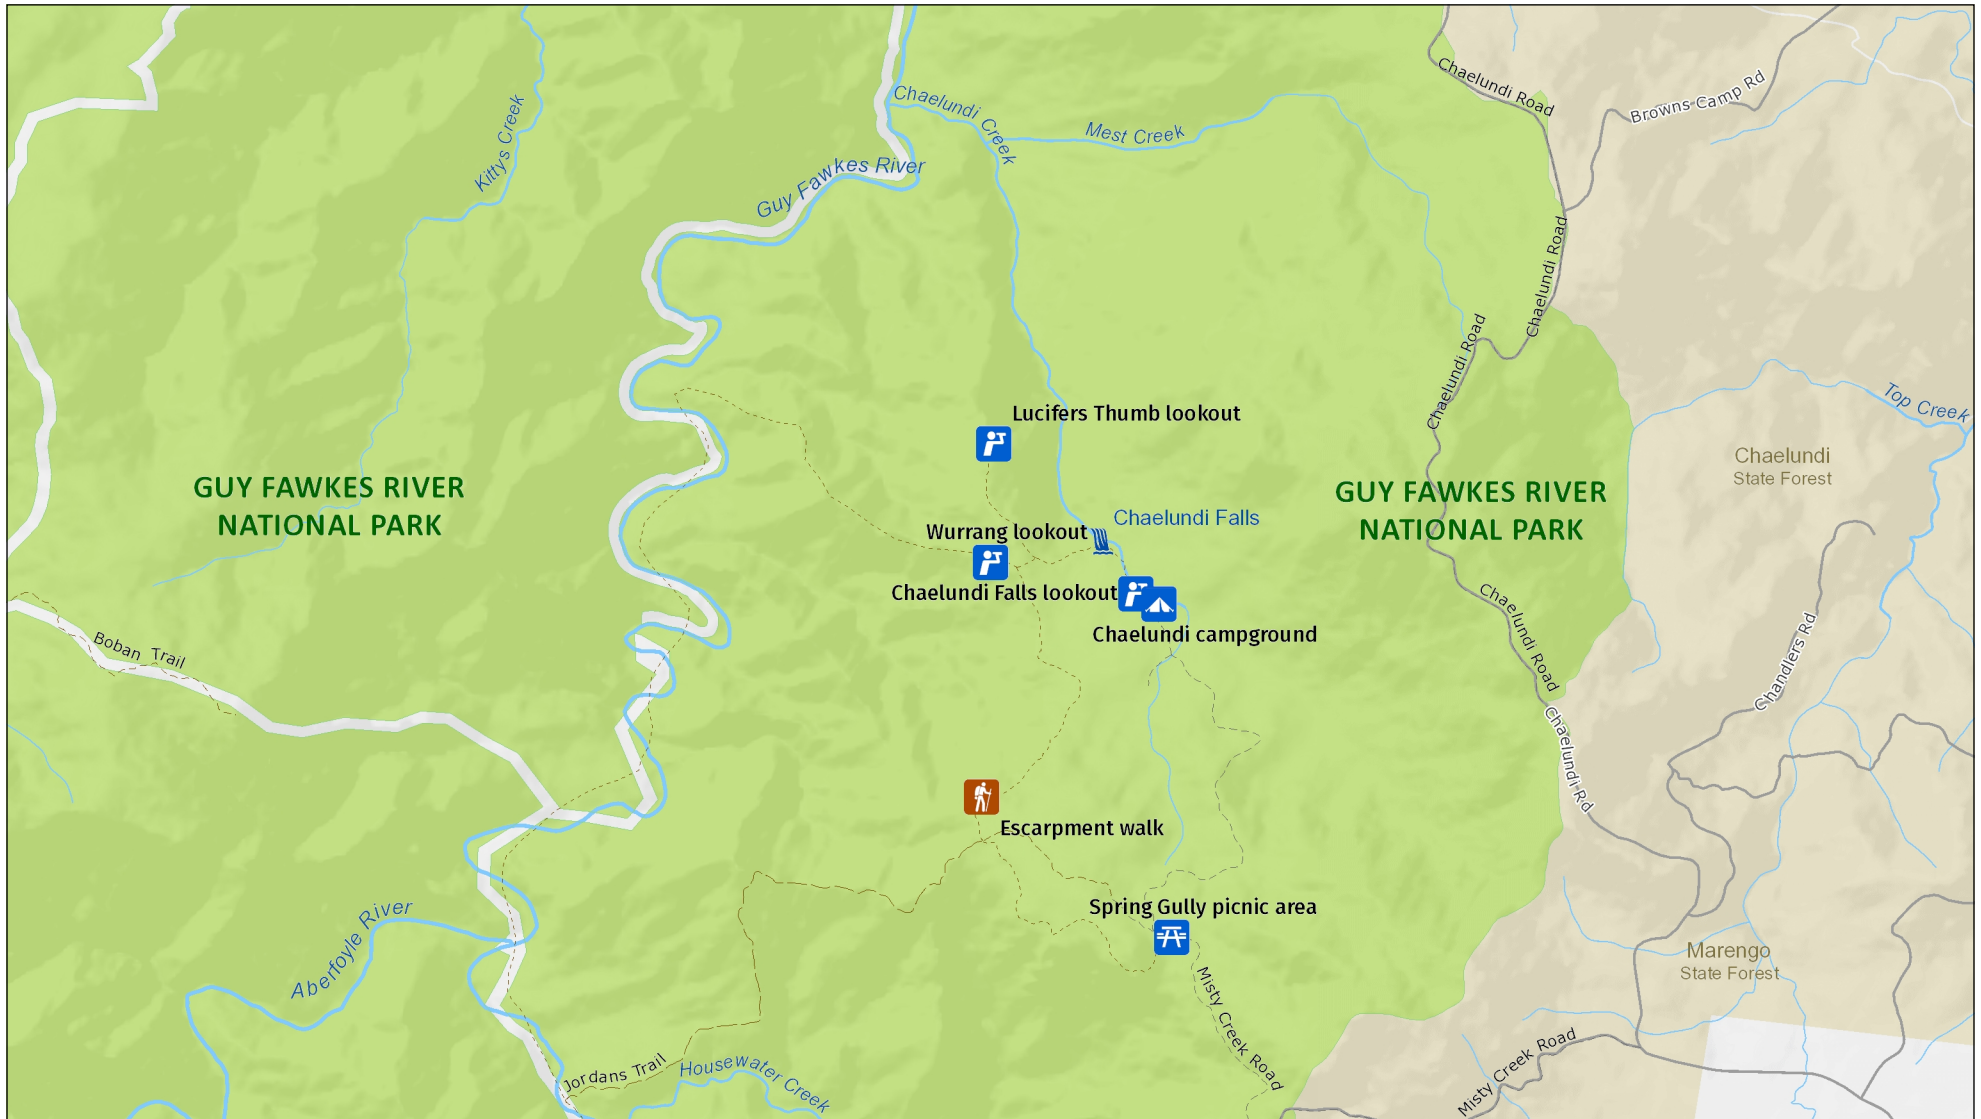 Chaelundi Road
Browns Camp Rd
Chaelundi Creek
Mest Creek
Kittys Creek
Guy Fawkes River
Chaelundi Road
Chaelundi Road
Top Creek
Lucifers Thumb lookout
Chaelundi
State Forest
GUY FAWKES RIVER
NATIONAL PARK
GUY FAWKES RIVER
NATIONAL PARK
Chaelundi Falls
Wurrang lookout
Chaelundi Falls lookout
Chaelundi campground
Chaelundi Road
Chandlers Rd
Boban Trail
Chaelundi Rd
Escarpment walk
Spring Gully picnic area
Aberfoyle River
Marengo
State Forest
Misty Creek Road
Misty Creek Road
Jordans Trail
Housewater Creek